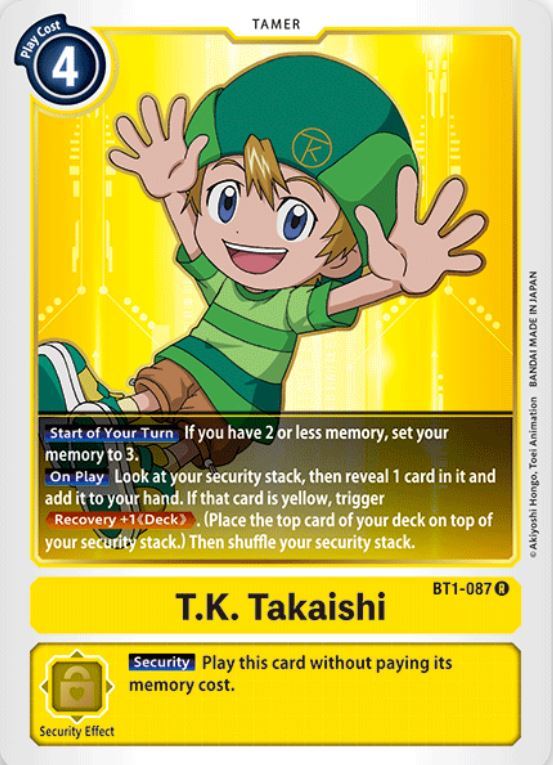 TAMER
Play Cost
4
TK
Start of Your Turn If you have 2 or less memory, set your
memory to 3.
On Play Look at your security stack, then reveal 1 card in it and
add it to your hand. If that card is yellow, trigger
Recovery +1《Deck》. (Place the top card of your deck on top of
your security stack.) Then shuffle your security stack.
©Akiyoshi Hongo, Toei Animation BANDAI MADE IN JAPAN
BT1-087 R
T.K. Takaishi
Security Play this card without paying its
memory cost.
Security Effect